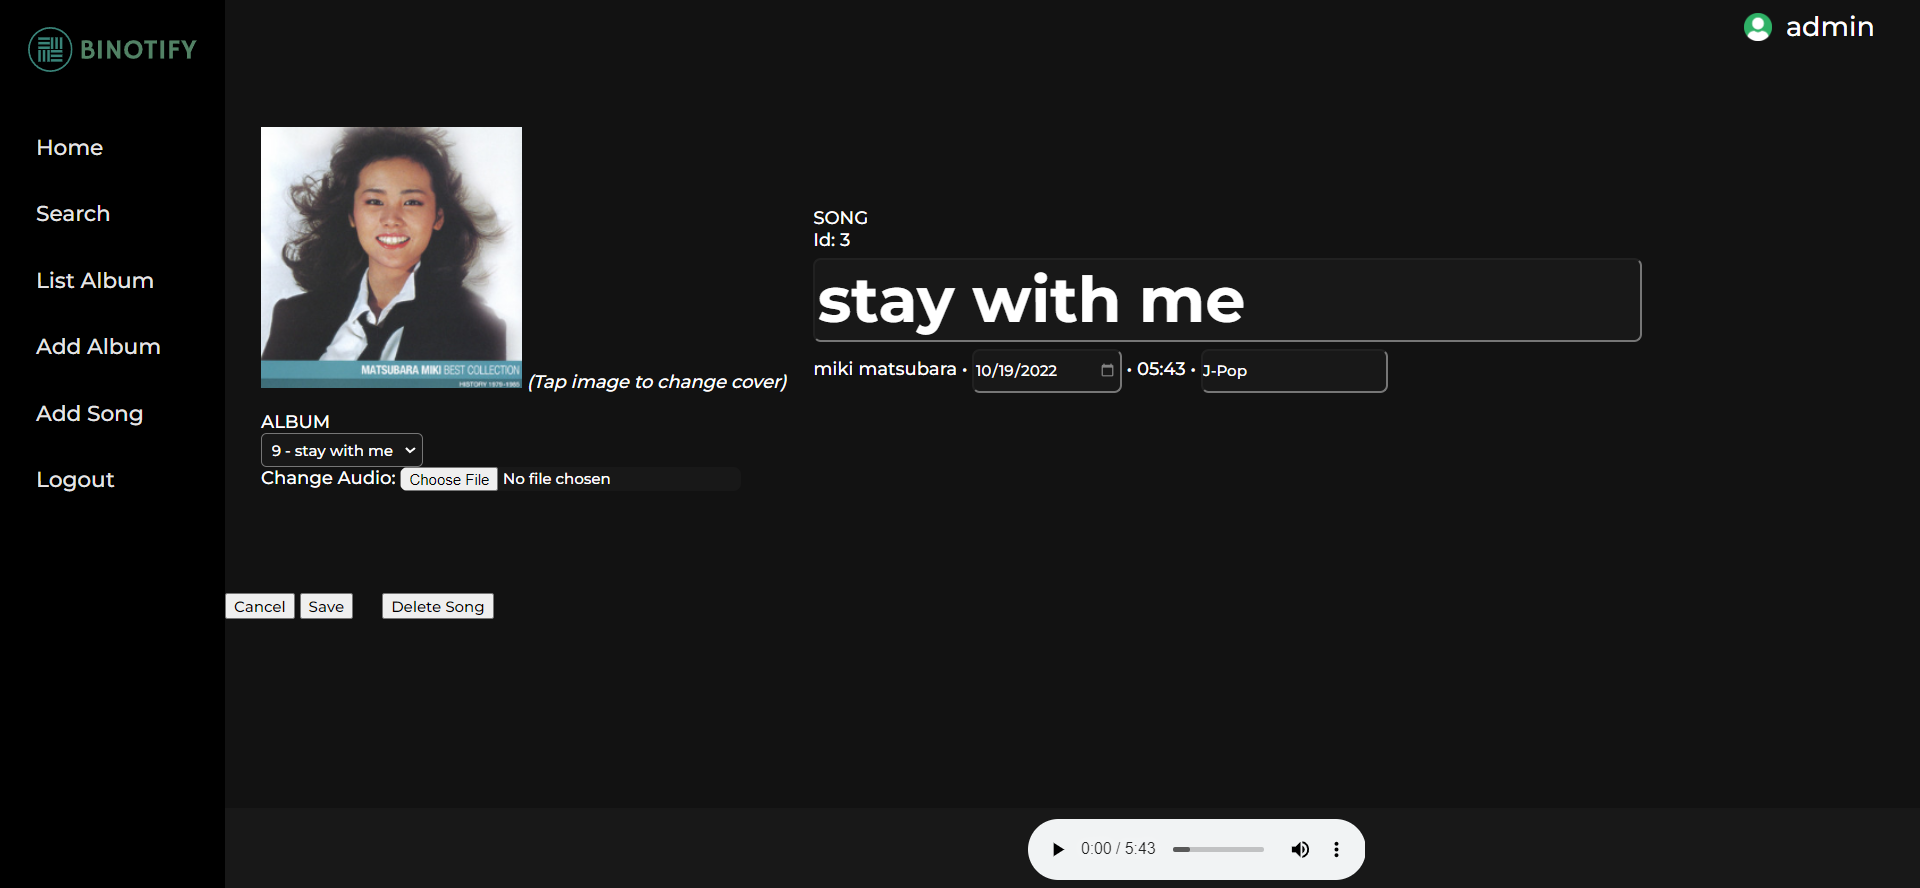 BINOTIFY
admin
Home
Search
List Album
Add Album
Add Song
Logout
MATSUBARA MIKI BEST COLLECTION
HISTORY 1979-1985
(Tap image to change cover)
SONG
Id: 3
stay with me
miki matsubara • 10/19/2022 • 05:43 • J-Pop
ALBUM
9 - stay with me
Change Audio: Choose File No file chosen
Cancel Save Delete Song
0:00 / 5:43